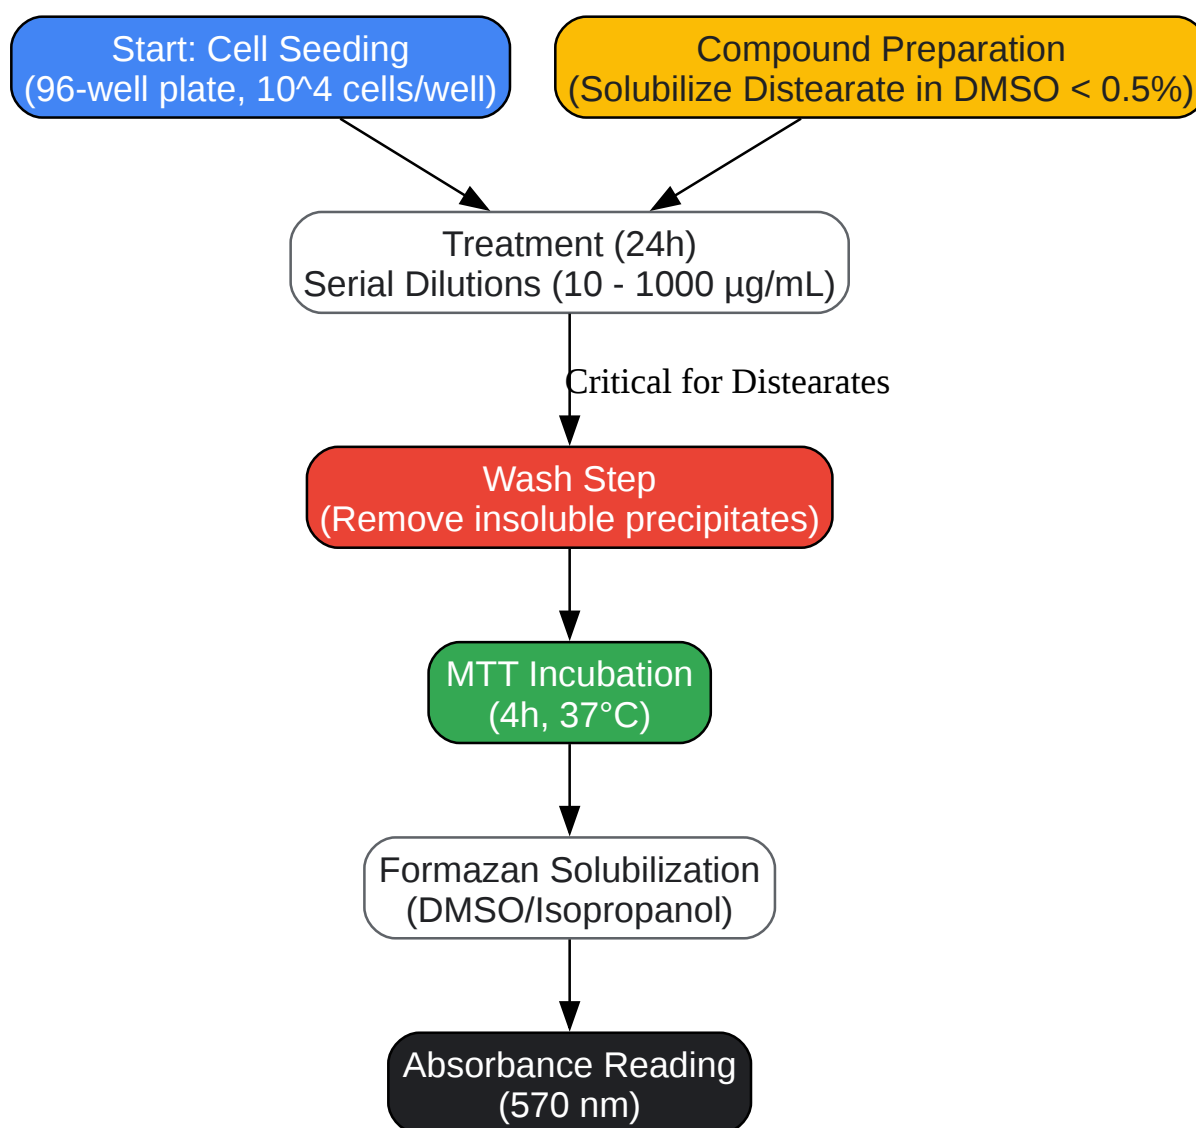 Start: Cell Seeding
(96-well plate, 10^4 cells/well)
Compound Preparation
(Solubilize Distearate in DMSO < 0.5%)
Treatment (24h)
Serial Dilutions (10 - 1000 µg/mL)
Critical for Distearates
Wash Step
(Remove insoluble precipitates)
MTT Incubation
(4h, 37°C)
Formazan Solubilization
(DMSO/Isopropanol)
Absorbance Reading
(570 nm)